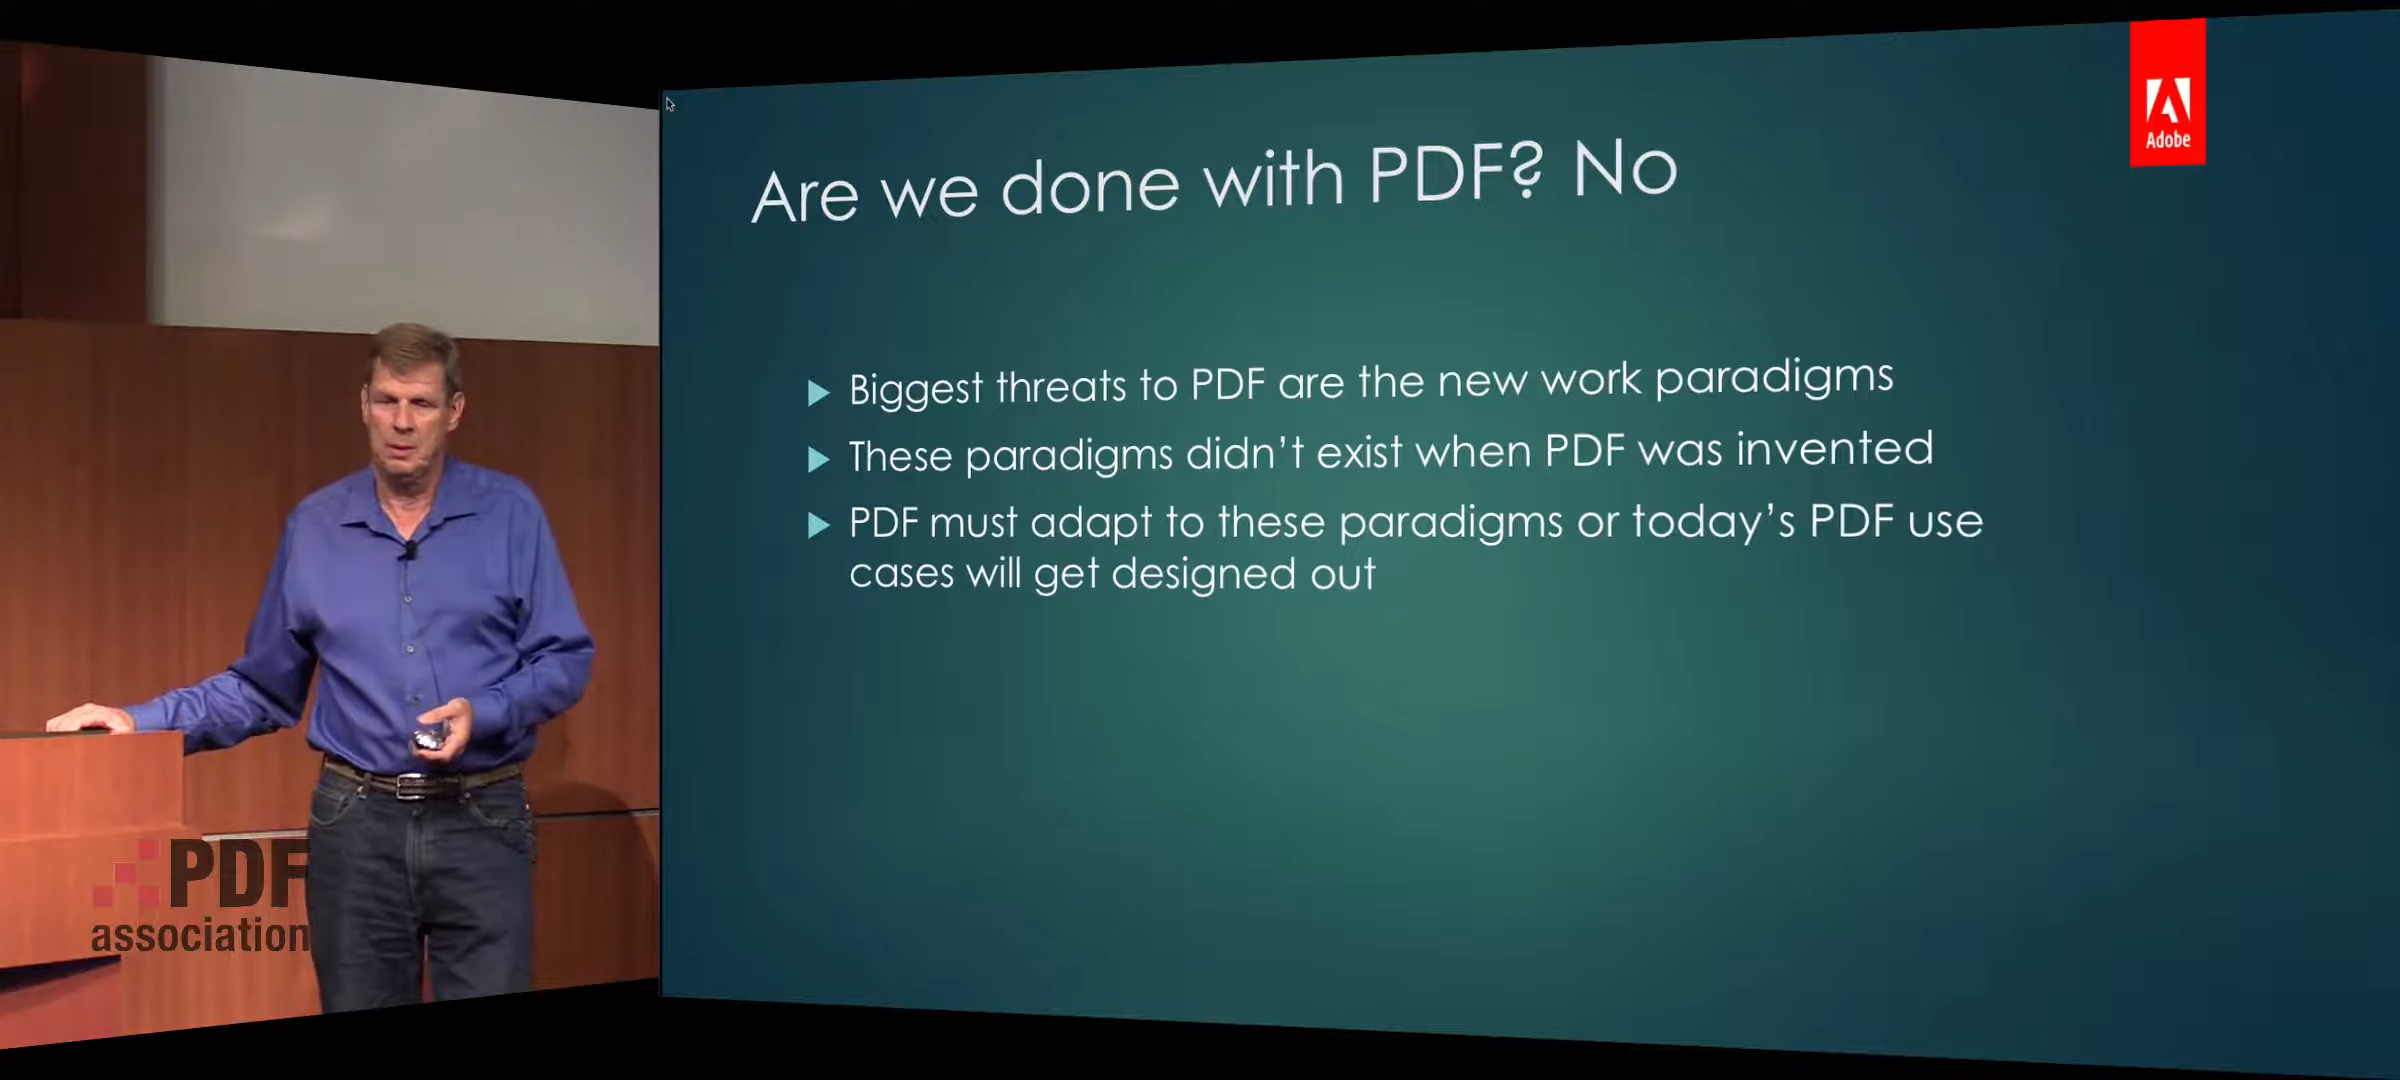 Adobe
Are we done with PDF? No
Biggest threats to PDF are the new work paradigms
These paradigms didn't exist when PDF was invented
PDF must adapt to these paradigms or today's PDF use
cases will get designed out
PDF
association